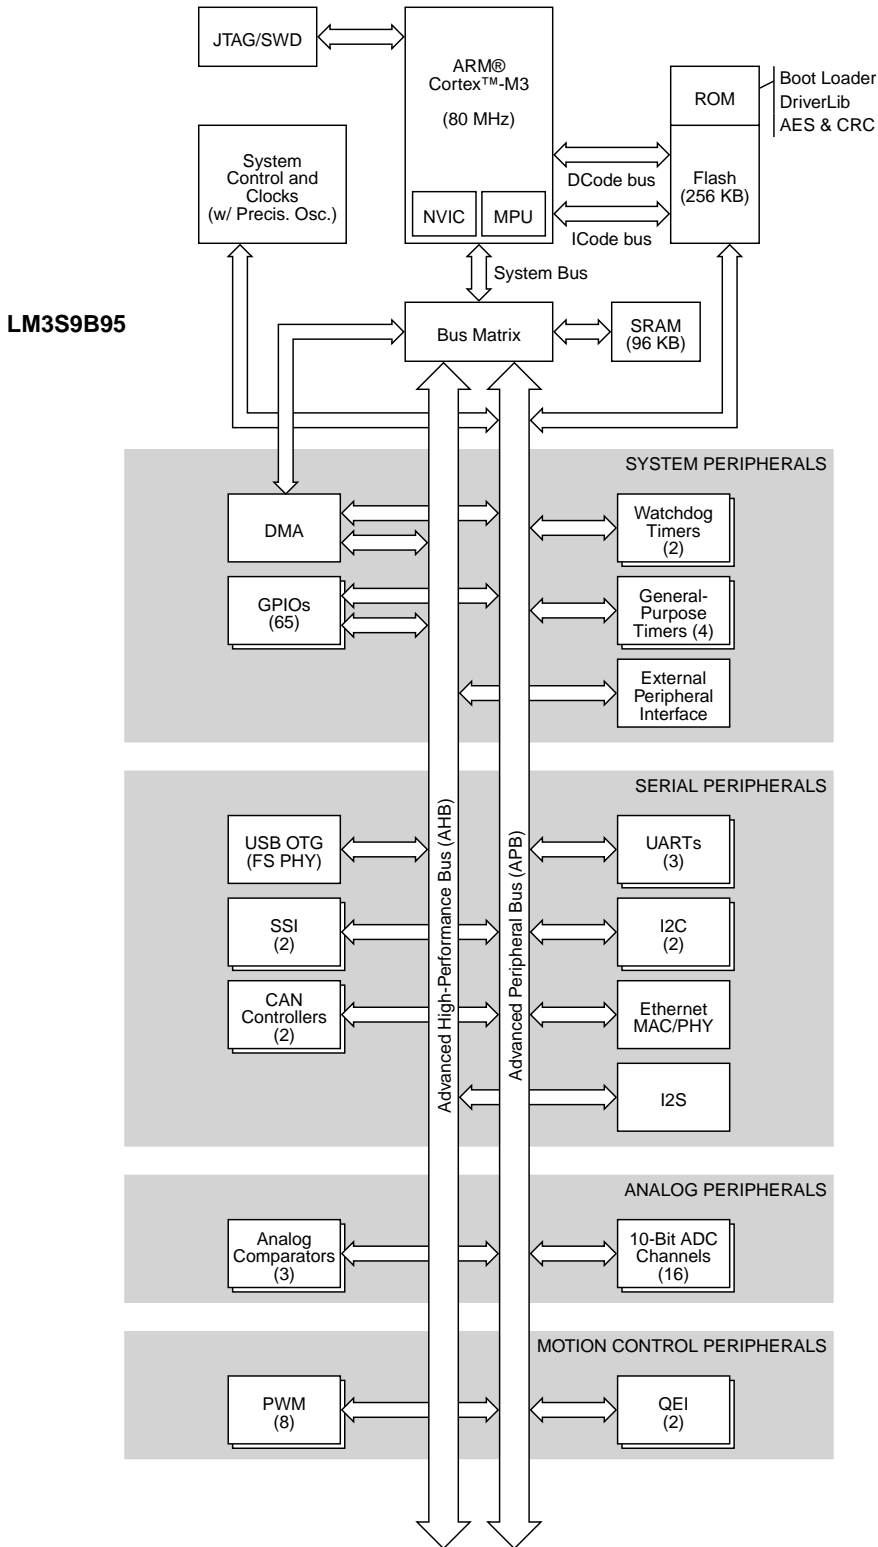 JTAG/SWD
ARM®
Cortex™-M3
(80 MHz)
NVIC
MPU
ROM
Boot Loader
DriverLib
AES & CRC
System
Control and
Clocks
(w/ Precis. Osc.)
DCode bus
Flash
(256 KB)
ICode bus
System Bus
LM3S9B95
Bus Matrix
SRAM
(96 KB)
SYSTEM PERIPHERALS
DMA
Watchdog
Timers
(2)
GPIOs
(65)
General-
Purpose
Timers (4)
External
Peripheral
Interface
Advanced High-Performance Bus (AHB)
Advanced Peripheral Bus (APB)
SERIAL PERIPHERALS
USB OTG
(FS PHY)
UARTs
(3)
SSI
(2)
I2C
(2)
CAN
Controllers
(2)
Ethernet
MAC/PHY
I2S
ANALOG PERIPHERALS
Analog
Comparators
(3)
10-Bit ADC
Channels
(16)
MOTION CONTROL PERIPHERALS
PWM
(8)
QEI
(2)